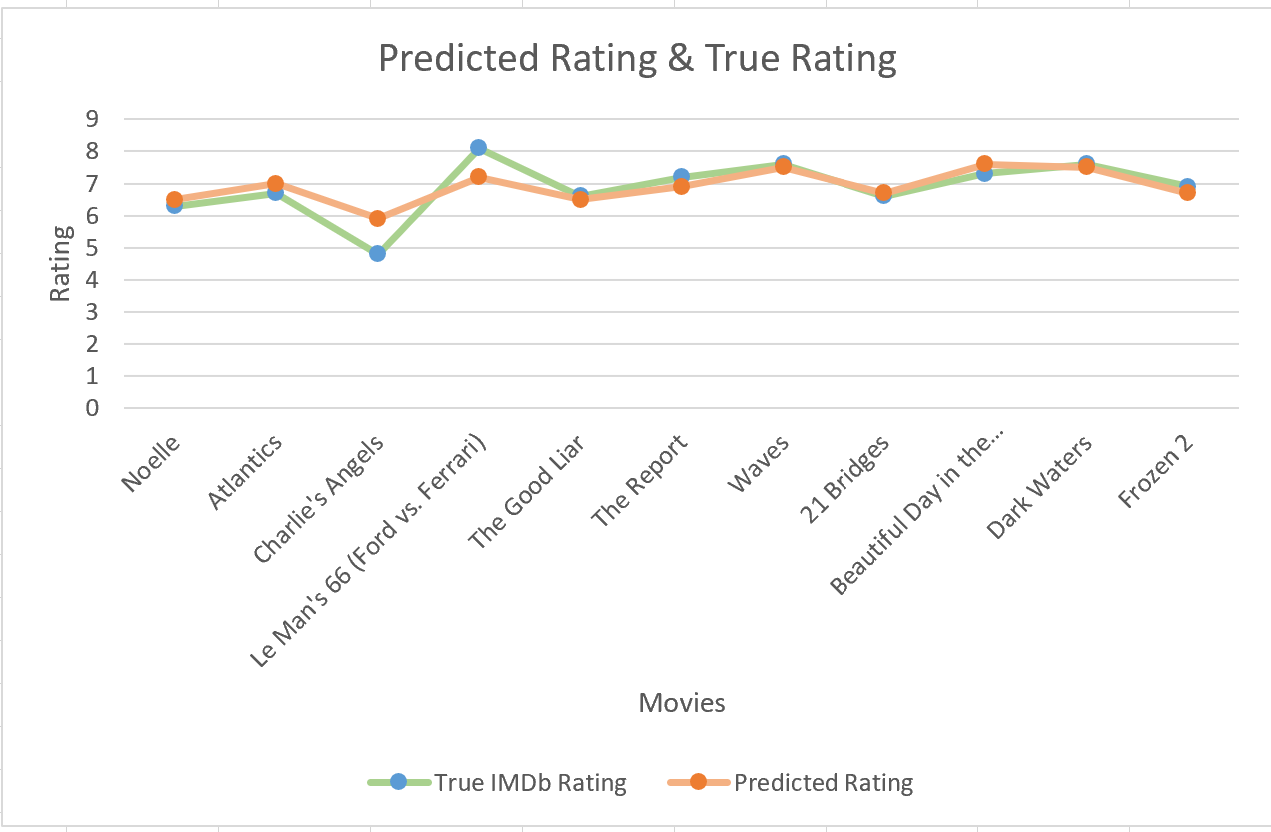 Predicted Rating & True Rating
9
8
7
6
5
4
3
2
1
0
Rating
Noelle
Atlantics
Charlie's Angels
Le Man's 66 (Ford vs. Ferrari)
The Good Liar
The Report
Waves
21 Bridges
Beautiful Day in the...
Dark Waters
Frozen 2
Movies
True IMDb Rating
Predicted Rating